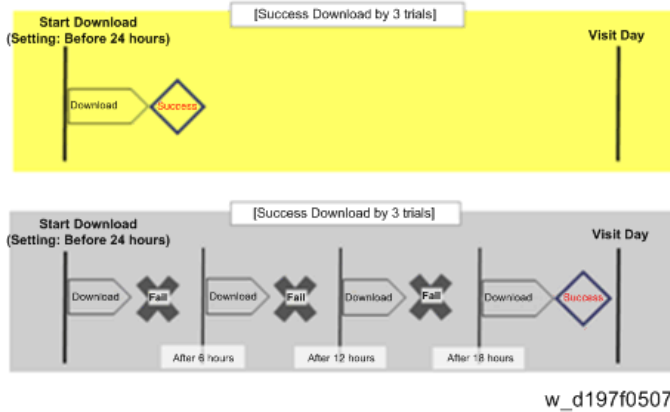 [Success Download by 3 trials]
Start Download
(Setting: Before 24 hours)
Visit Day
Download
Success
[Success Download by 3 trials]
Start Download
(Setting: Before 24 hours)
Visit Day
Download
Fail
Download
Fail
Download
Fail
Download
Success
After 6 hours
After 12 hours
After 18 hours
w_d197f0507